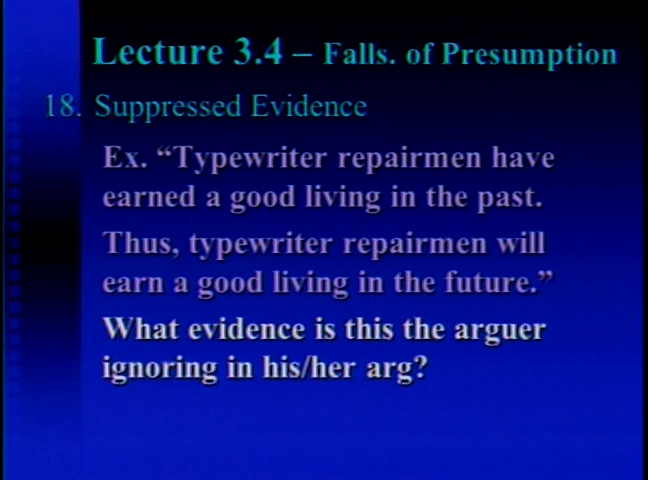 Lecture 3.4 – Falls. of Presumption
18. Suppressed Evidence
Ex. “Typewriter repairmen have
earned a good living in the past.
Thus, typewriter repairmen will
earn a good living in the future.”
What evidence is this the arguer
ignoring in his/her arg?